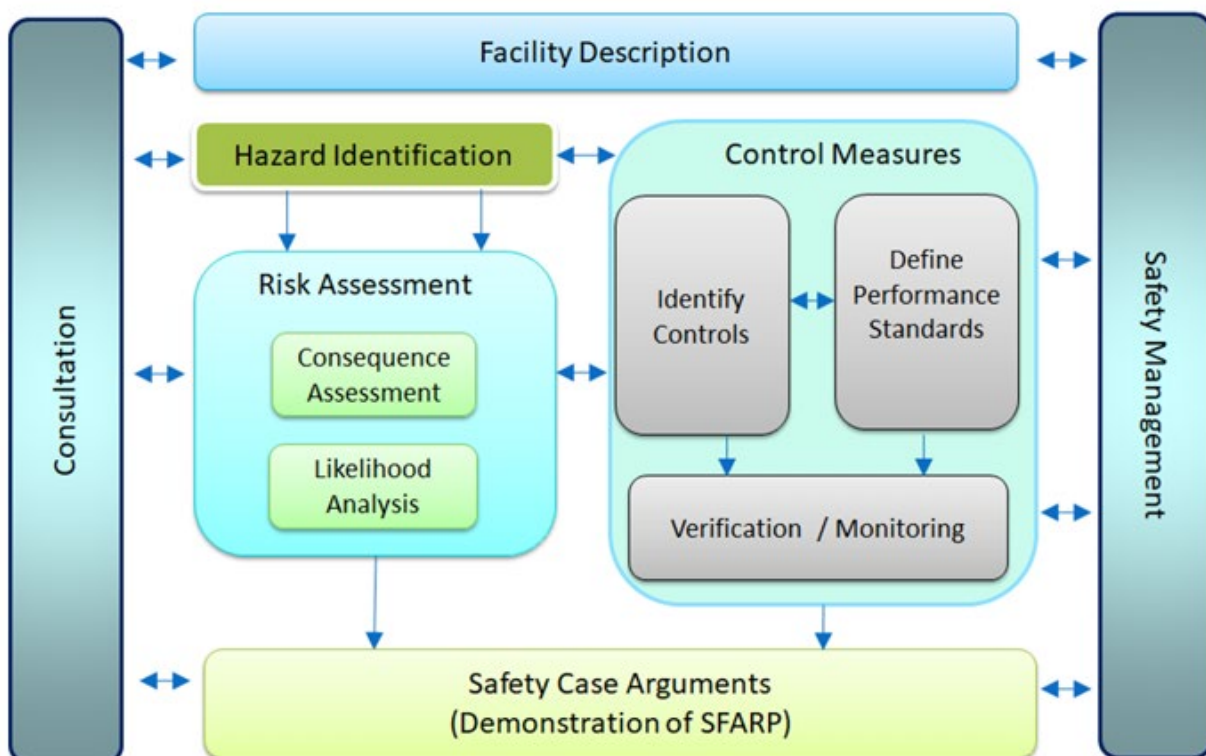 Facility Description
Hazard Identification
Control Measures
Risk Assessment
Consequence
Assessment
Likelihood
Analysis
Identify
Controls
Define
Performance
Standards
Verification / Monitoring
Safety Case Arguments
(Demonstration of SFARP)
Consultation
Safety Management